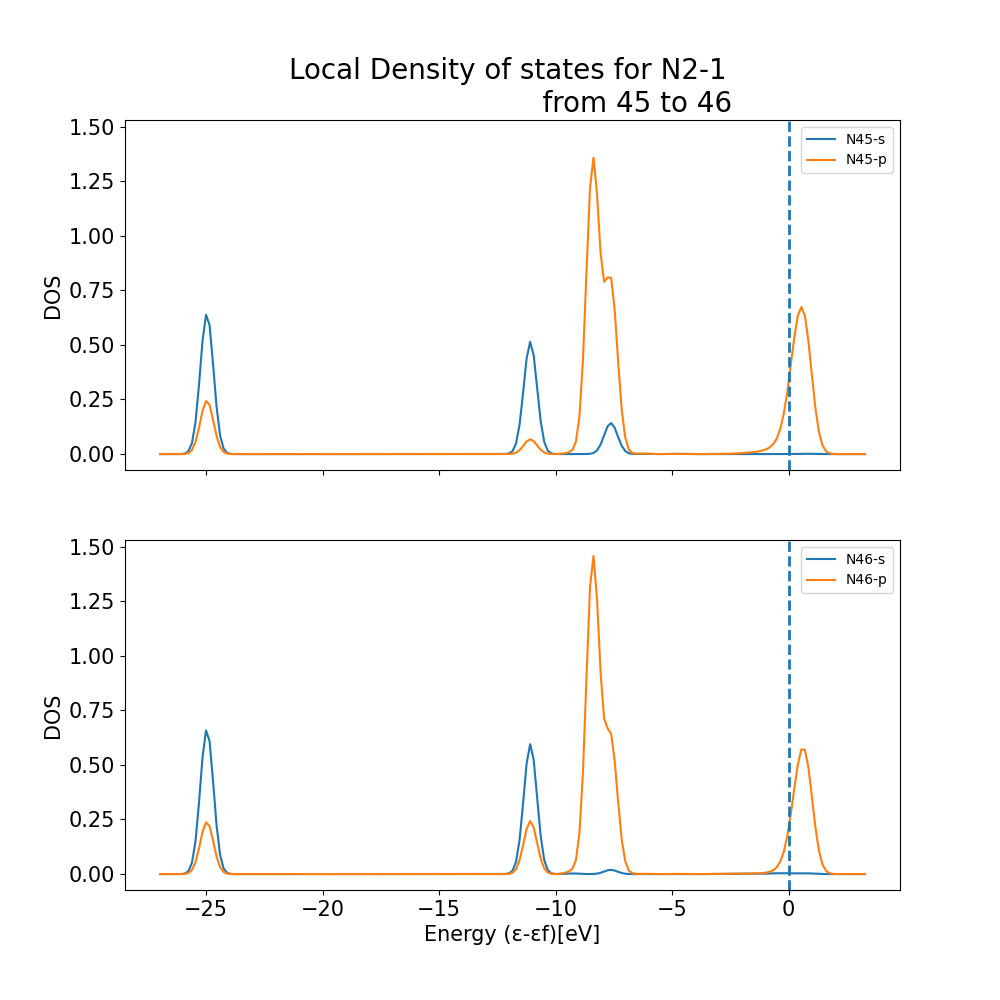 Local Density of states for N2-1
from 45 to 46
1.50
1.25
1.00
0.75
0.50
0.25
0.00
DOS
N45-s
N45-p
1.50
1.25
1.00
0.75
0.50
0.25
0.00
DOS
N46-s
N46-p
−25
−20
−15
−10
−5
0
Energy (ε-εf)[eV]